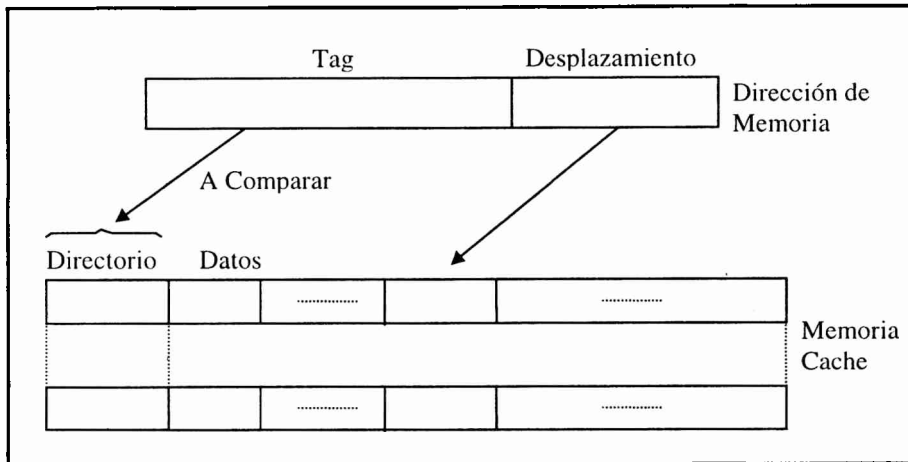 Tag Desplazamiento
Dirección de
Memoria
A Comparar
Directorio Datos
Memoria
Cache